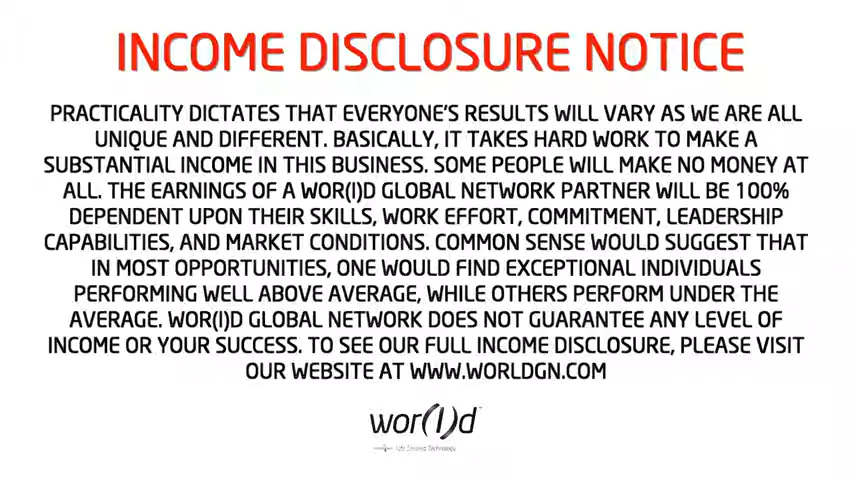 INCOME DISCLOSURE NOTICE
PRACTICALITY DICTATES THAT EVERYONE'S RESULTS WILL VARY AS WE ARE ALL
UNIQUE AND DIFFERENT. BASICALLY, IT TAKES HARD WORK TO MAKE A
SUBSTANTIAL INCOME IN THIS BUSINESS. SOME PEOPLE WILL MAKE NO MONEY AT
ALL. THE EARNINGS OF A WOR(I)D GLOBAL NETWORK PARTNER WILL BE 100%
DEPENDENT UPON THEIR SKILLS, WORK EFFORT, COMMITMENT, LEADERSHIP
CAPABILITIES, AND MARKET CONDITIONS. COMMON SENSE WOULD SUGGEST THAT
IN MOST OPPORTUNITIES, ONE WOULD FIND EXCEPTIONAL INDIVIDUALS
PERFORMING WELL ABOVE AVERAGE, WHILE OTHERS PERFORM UNDER THE
AVERAGE. WOR(I)D GLOBAL NETWORK DOES NOT GUARANTEE ANY LEVEL OF
INCOME OR YOUR SUCCESS. TO SEE OUR FULL INCOME DISCLOSURE, PLEASE VISIT
OUR WEBSITE AT WWW.WORLDGN.COM
wor(l)d™
Technology